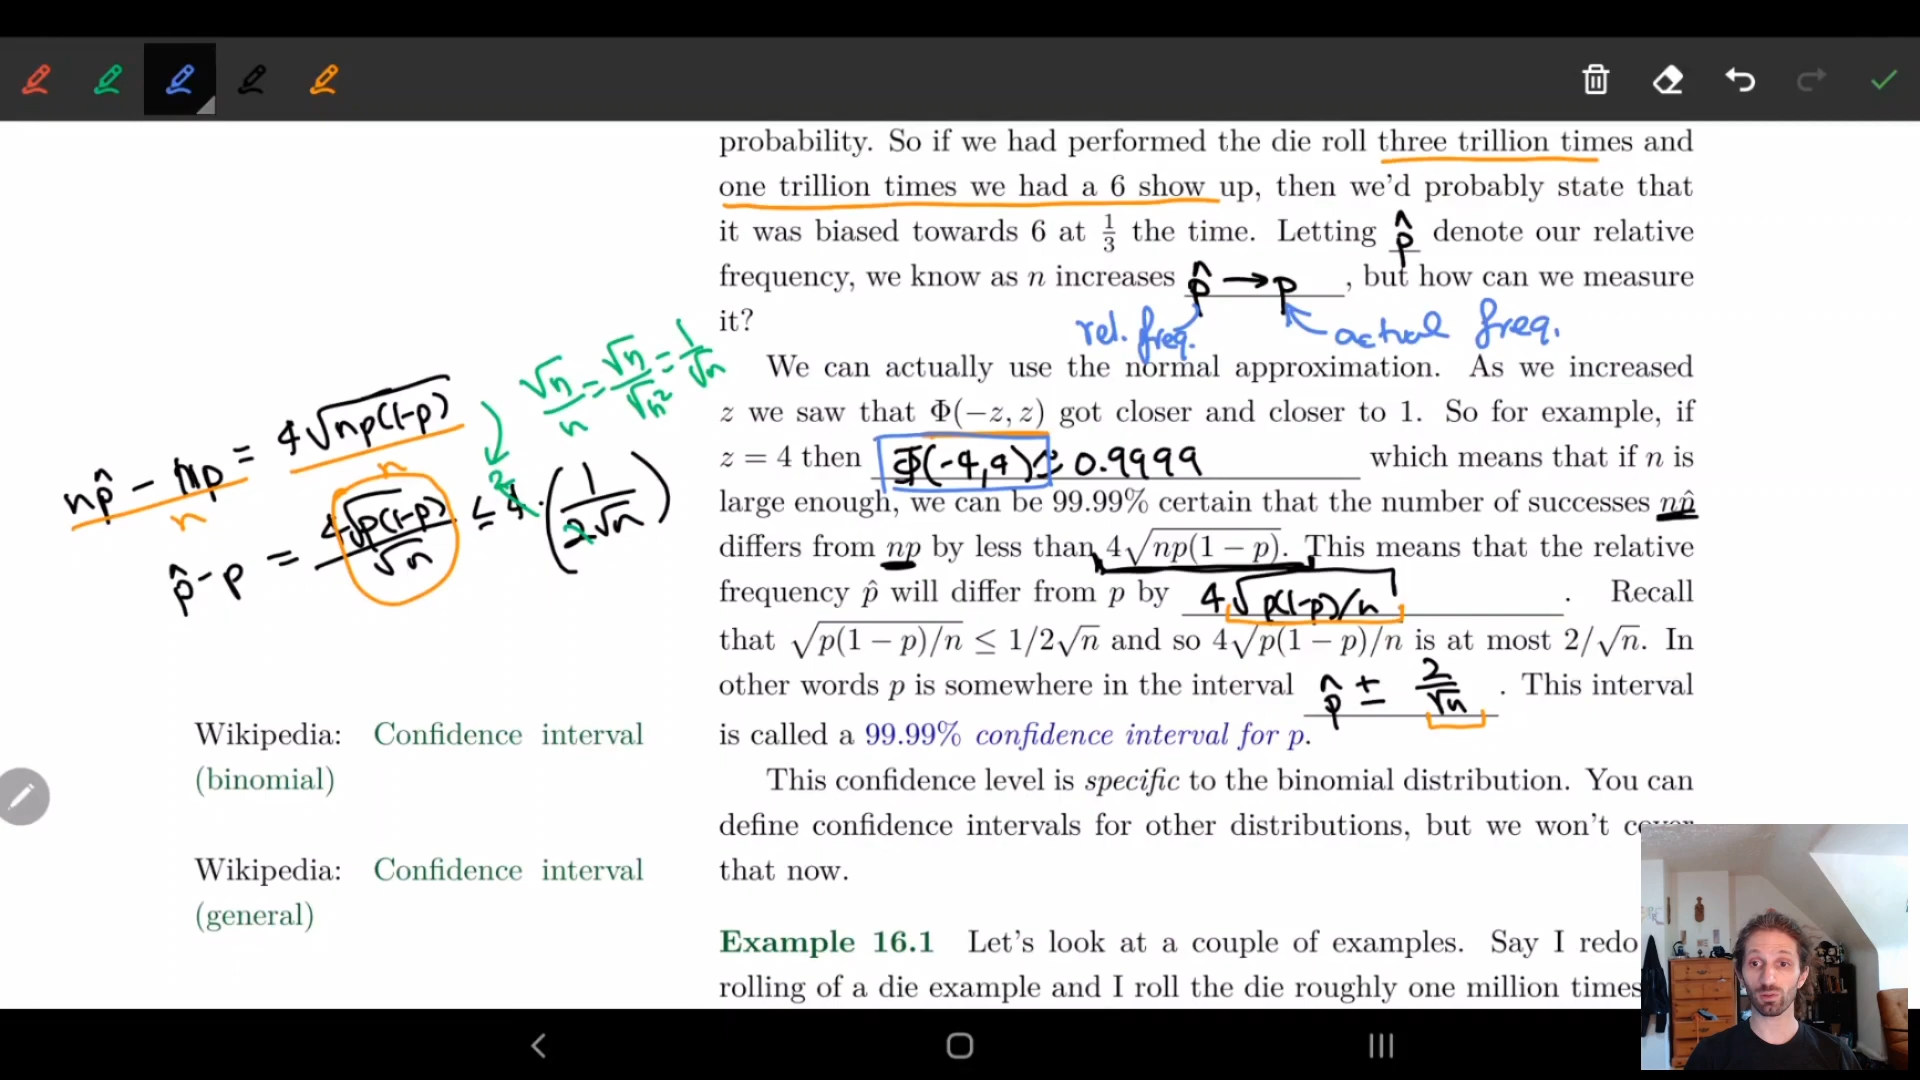 probability. So if we had performed the die roll three trillion times and
one trillion times we had a 6 show up, then we'd probably state that
it was biased towards 6 at 1/3 the time. Letting p̂ denote our relative
frequency, we know as n increases p̂ → p, but how can we measure
it?
rel. freq. actual freq.
We can actually use the normal approximation. As we increased
z we saw that Φ(−z, z) got closer and closer to 1. So for example, if
z = 4 then Φ(-4,4) ≈ 0.9999 which means that if n is
large enough, we can be 99.99% certain that the number of successes np̂
differs from np by less than 4√np(1 − p). This means that the relative
frequency p̂ will differ from p by 4√p(1-p)/n. Recall
that √p(1 − p)/n ≤ 1/2√n and so 4√p(1 − p)/n is at most 2/√n. In
other words p is somewhere in the interval p̂ ± 2/√n. This interval
is called a 99.99% confidence interval for p.
This confidence level is specific to the binomial distribution. You can
define confidence intervals for other distributions, but we won't cover
that now.
Example 16.1 Let's look at a couple of examples. Say I redo
rolling of a die example and I roll the die roughly one million times
√n/n = √n/√n² = 1/√n
(np̂ − np)/n = 4√np(1-p)/n
p̂ - p = 4√p(1-p)/√n ≤ 4 · (1/2√n)
2
Wikipedia: Confidence interval
(binomial)
Wikipedia: Confidence interval
(general)